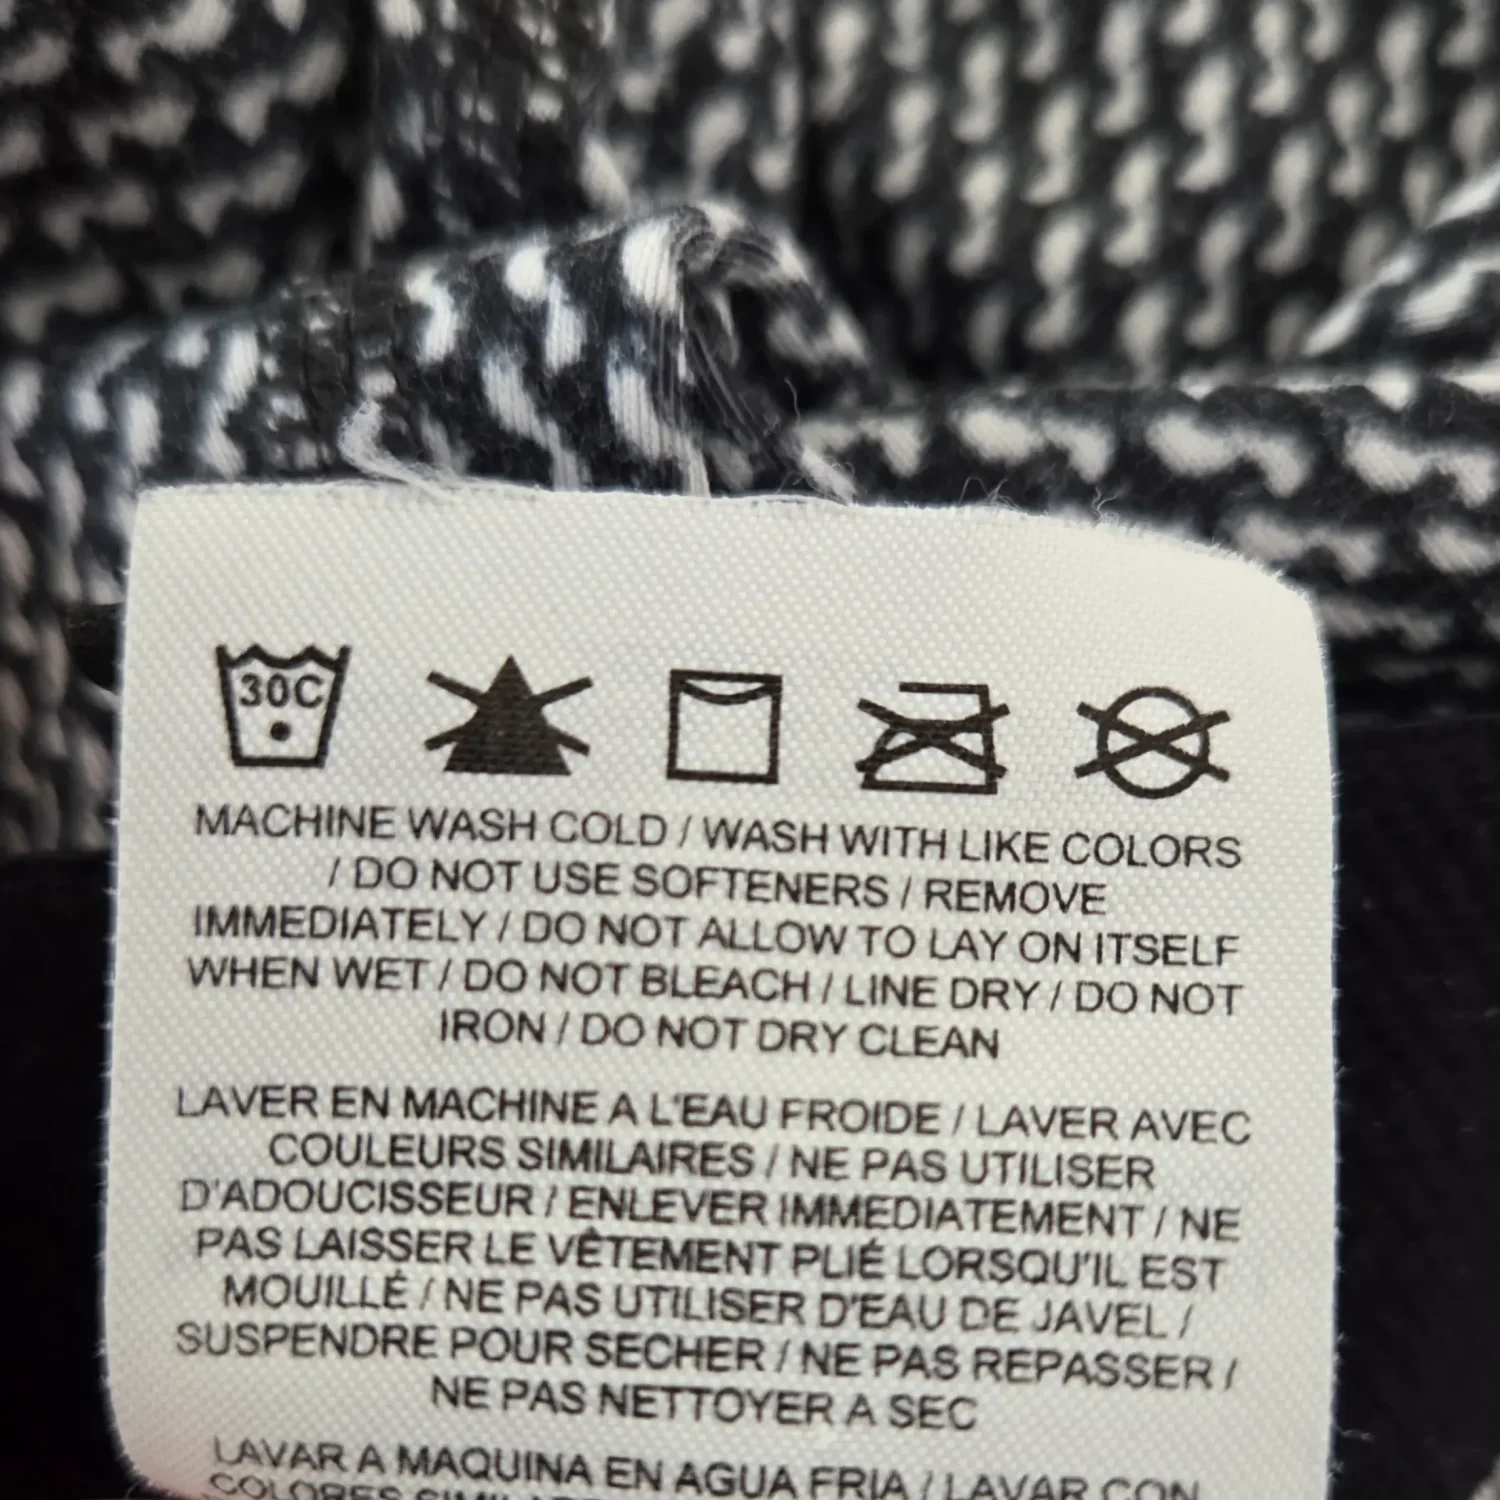 30C
MACHINE WASH COLD / WASH WITH LIKE COLORS
/ DO NOT USE SOFTENERS / REMOVE
IMMEDIATELY / DO NOT ALLOW TO LAY ON ITSELF
WHEN WET / DO NOT BLEACH / LINE DRY / DO NOT
IRON / DO NOT DRY CLEAN
LAVER EN MACHINE A L'EAU FROIDE / LAVER AVEC
COULEURS SIMILAIRES / NE PAS UTILISER
D'ADOUCISSEUR / ENLEVER IMMEDIATEMENT / NE
PAS LAISSER LE VÊTEMENT PLIÉ LORSQU'IL EST
MOUILLÉ / NE PAS UTILISER D'EAU DE JAVEL /
SUSPENDRE POUR SECHER / NE PAS REPASSER /
NE PAS NETTOYER A SEC
LAVAR A MAQUINA EN AGUA FRIA / LAVAR CON
COLORES